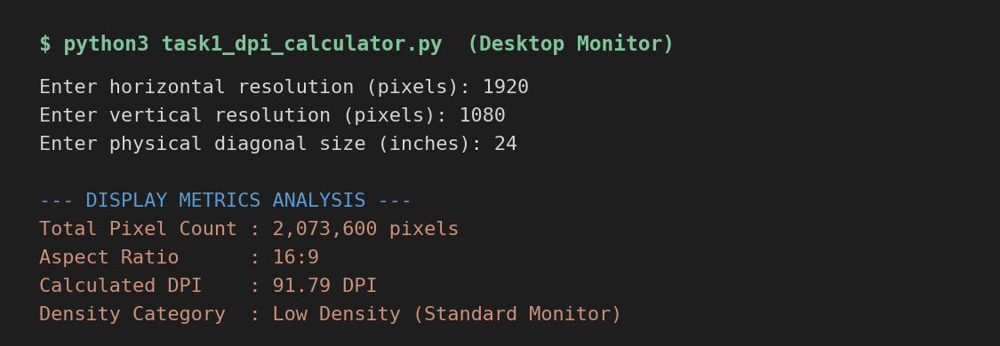 $ python3 task1_dpi_calculator.py  (Desktop Monitor)
Enter horizontal resolution (pixels): 1920
Enter vertical resolution (pixels): 1080
Enter physical diagonal size (inches): 24
--- DISPLAY METRICS ANALYSIS ---
Total Pixel Count : 2,073,600 pixels
Aspect Ratio      : 16:9
Calculated DPI    : 91.79 DPI
Density Category  : Low Density (Standard Monitor)